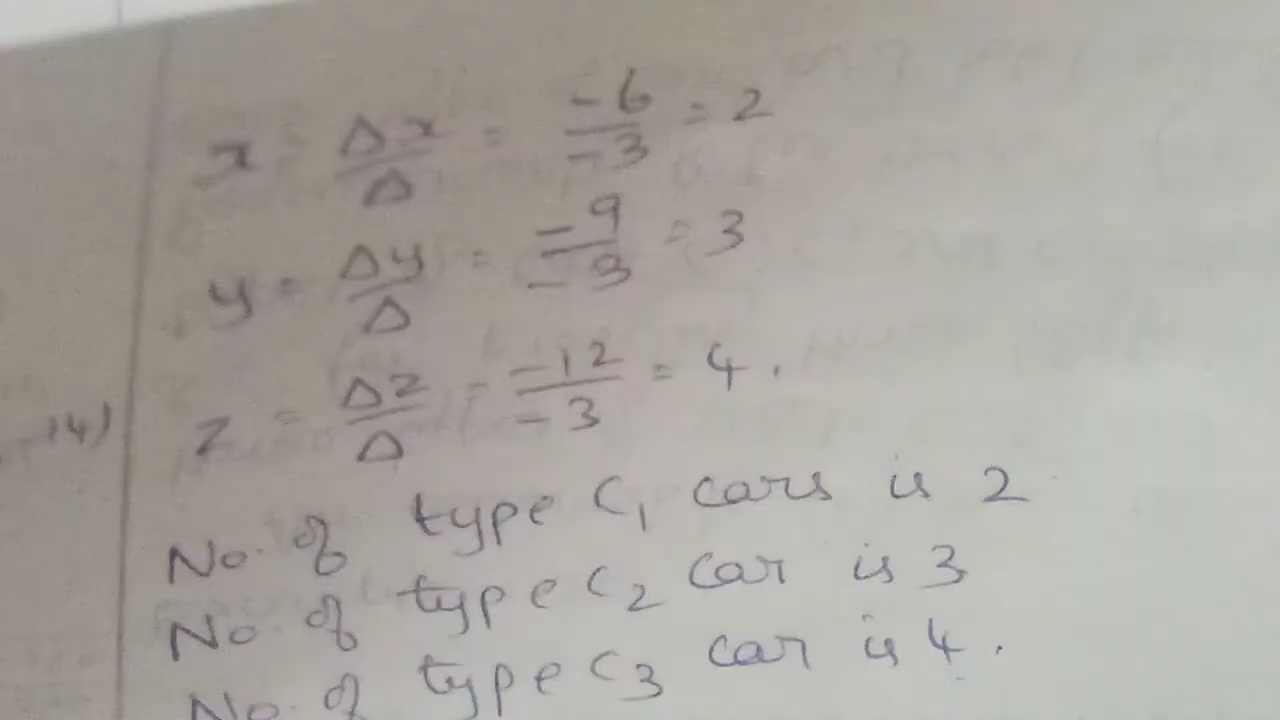 x = Δx/Δ = -6/-3 = 2
y = Δy/Δ = -9/-3 = 3
14) z = Δz/Δ = -12/-3 = 4.
No. of type C₁ cars is 2
No. of type C₂ car is 3
No. of type C₃ car is 4.